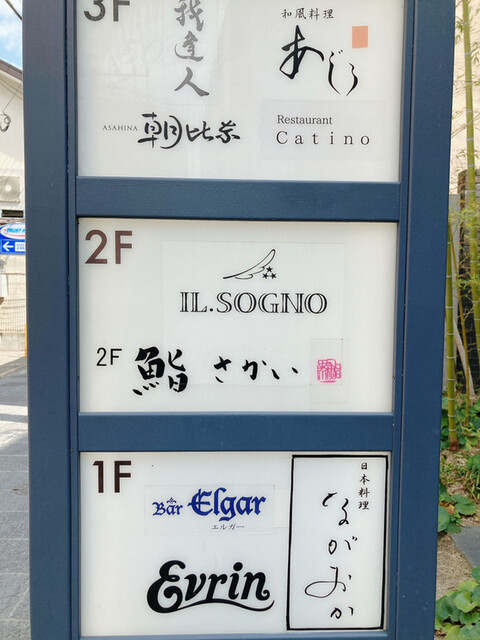 3F
我達人
和風料理
あじろ
ASAHINA 朝比奈
Restaurant
Catino
2F
IL.SOGNO
2F 鮨 さかい
1F
Bar Elgar
エルガー
Evrin
日本料理
ながおか
TRUST P